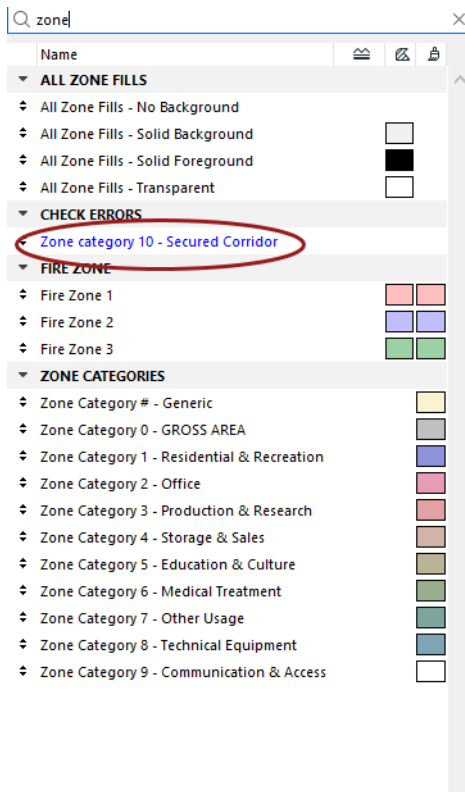 zone
Name
ALL ZONE FILLS
All Zone Fills - No Background
All Zone Fills - Solid Background
All Zone Fills - Solid Foreground
All Zone Fills - Transparent
CHECK ERRORS
Zone category 10 - Secured Corridor
FIRE ZONE
Fire Zone 1
Fire Zone 2
Fire Zone 3
ZONE CATEGORIES
Zone Category # - Generic
Zone Category 0 - GROSS AREA
Zone Category 1 - Residential & Recreation
Zone Category 2 - Office
Zone Category 3 - Production & Research
Zone Category 4 - Storage & Sales
Zone Category 5 - Education & Culture
Zone Category 6 - Medical Treatment
Zone Category 7 - Other Usage
Zone Category 8 - Technical Equipment
Zone Category 9 - Communication & Access